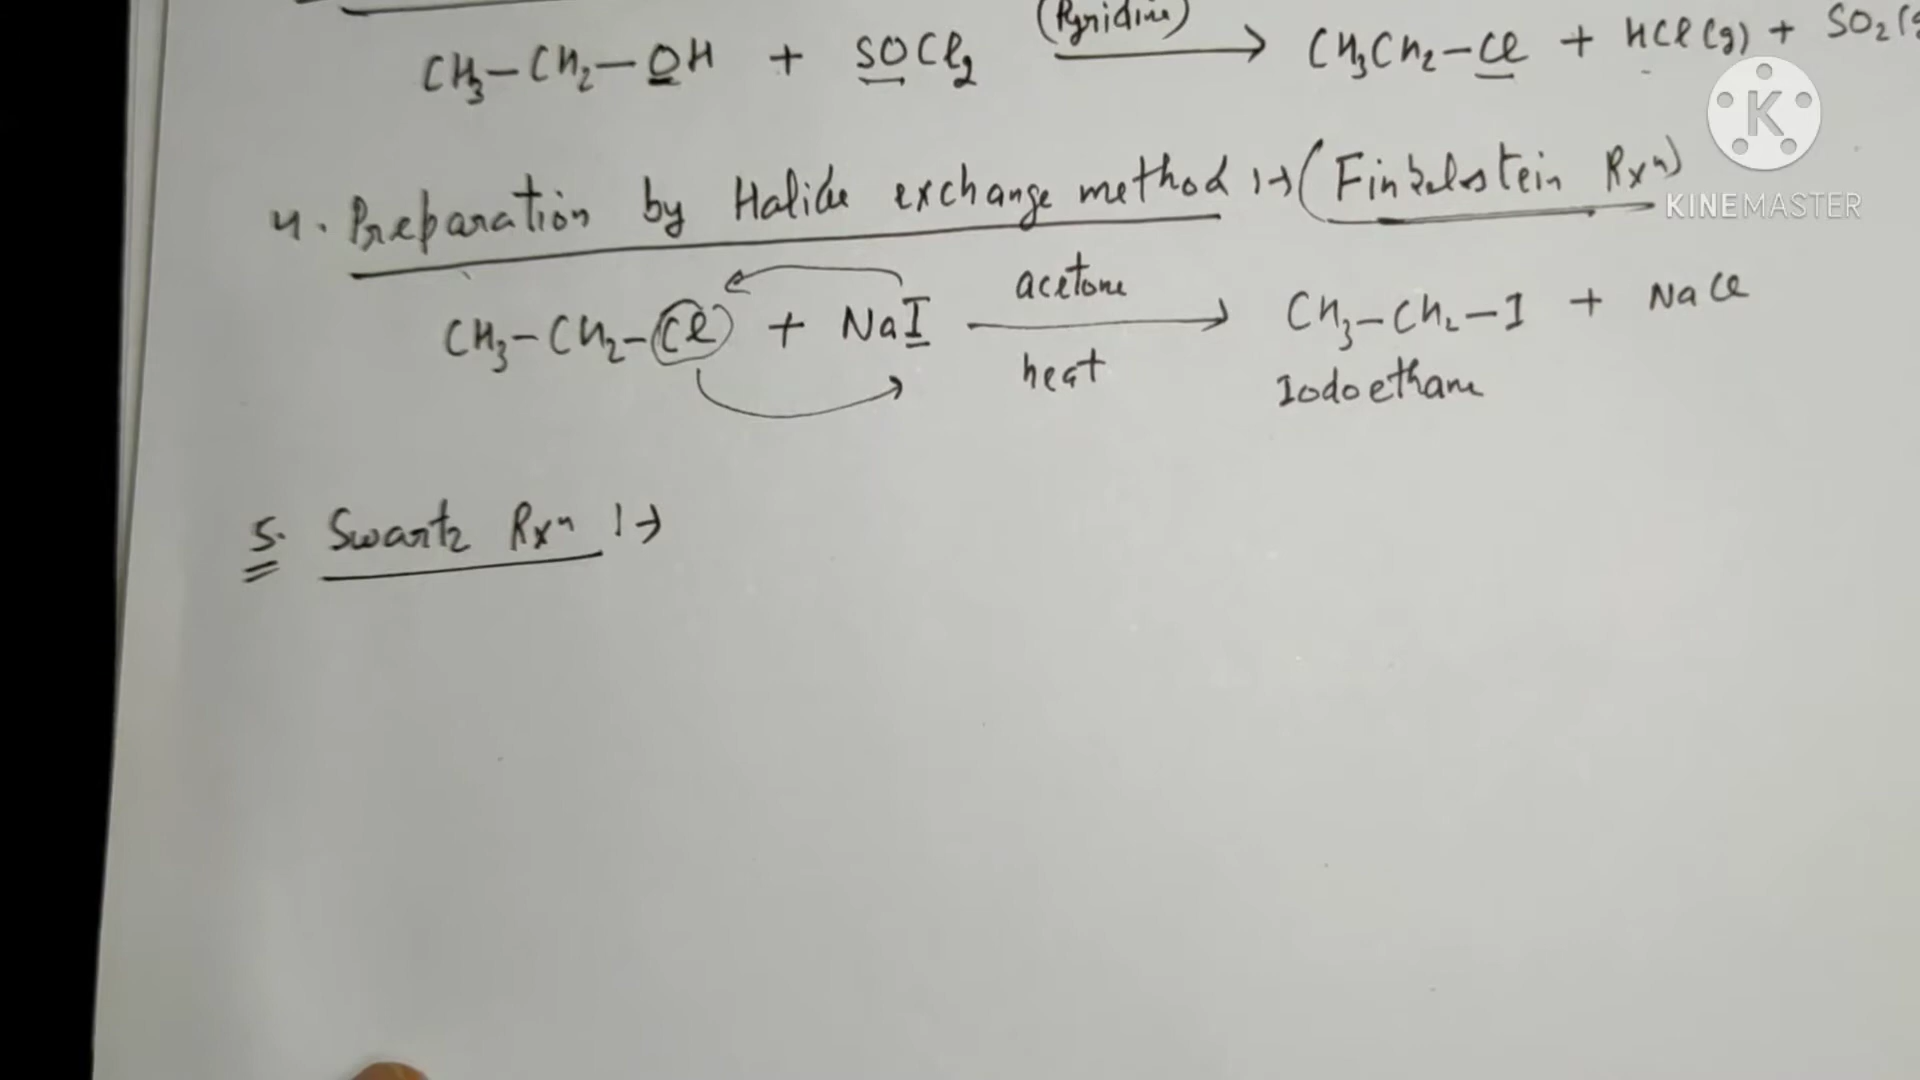 (Pyridine)
CH₃-CH₂-OH + SOCl₂ → CH₃CH₂-Cl + HCl(g) + SO₂(g
4. Preparation by Halide exchange method :→ (Finkelstein Rxⁿ)
KINEMASTER
acetone
CH₃-CH₂-Cl + NaI → CH₃-CH₂-I + NaCl
heat
Iodoethane
5. Swartz Rxⁿ :→